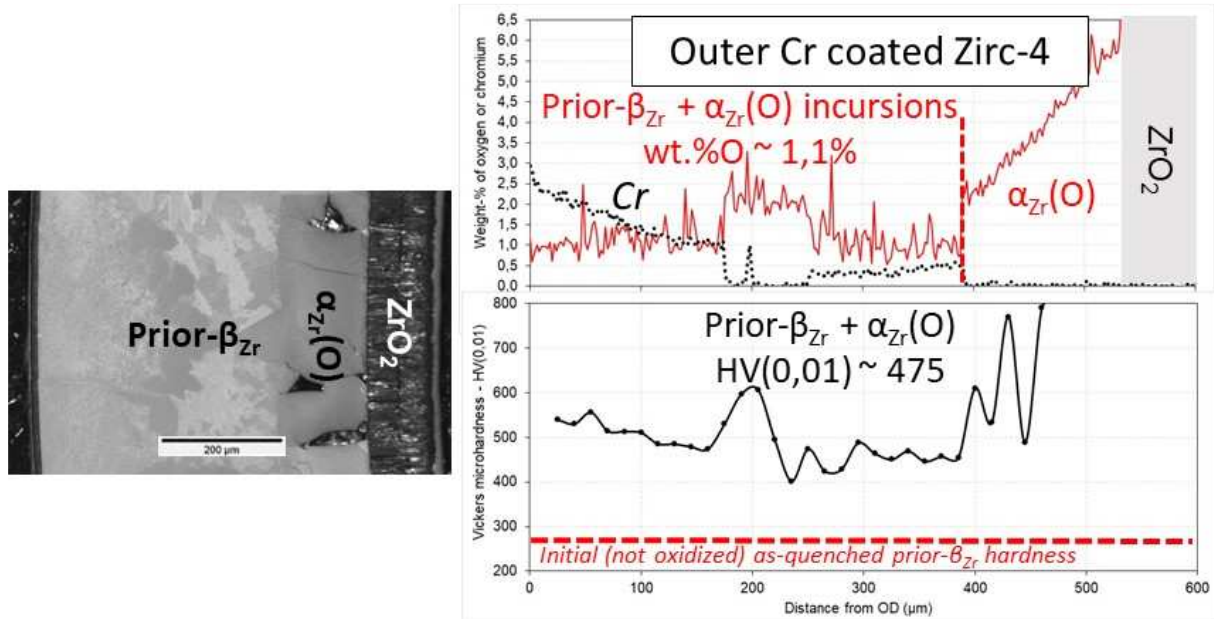 Prior-βZr
αZr(O)
ZrO2
200 µm
Outer Cr coated Zirc-4
Prior-βZr + αZr(O) incursions
wt.%O ~ 1,1%
Cr
αZr(O)
ZrO2
Weight-% of oxygen or chromium
6,5
6,0
5,5
5,0
4,5
4,0
3,5
3,0
2,5
2,0
1,5
1,0
0,5
0,0
Prior-βZr + αZr(O)
HV(0,01) ~ 475
Vickers microhardness - HV(0,01)
800
700
600
500
400
300
200
Initial (not oxidized) as-quenched prior-βZr hardness
0 100 200 300 400 500 600
Distance from OD (µm)